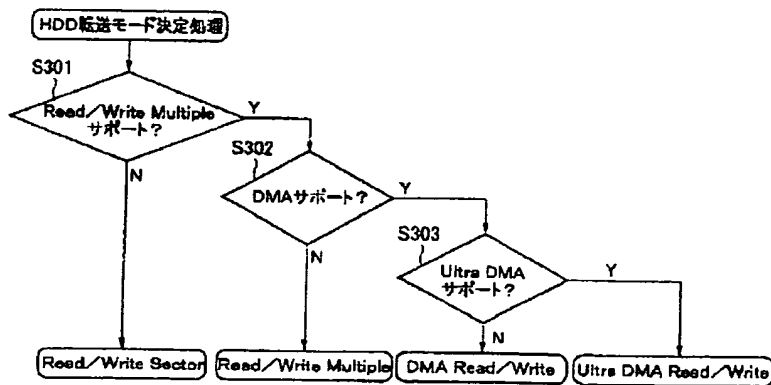 HDD転送モード決定処理
S301
Read／Write Multiple
サポート？
Y
N
S302
DMAサポート？
Y
N
S303
Ultra DMA
サポート？
Y
N
Read／Write Sector
Read／Write Multiple
DMA Read／Write
Ultra DMA Read／Write